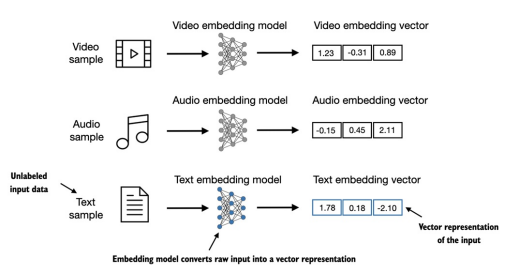 Video embedding model
Video embedding vector
Video
sample
1.23 -0.31 0.89
Audio embedding model
Audio embedding vector
Audio
sample
-0.15 0.45 2.11
Unlabeled
input data
Text embedding model
Text embedding vector
Text
sample
1.78 0.18 -2.10
Vector representation
of the input
Embedding model converts raw input into a vector representation